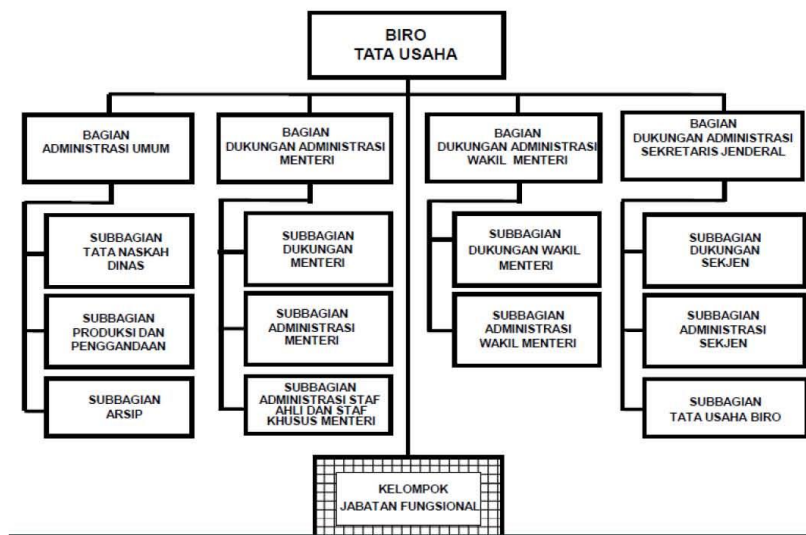 BIRO
TATA USAHA
BAGIAN
ADMINISTRASI UMUM
BAGIAN
DUKUNGAN ADMINISTRASI
MENTERI
BAGIAN
DUKUNGAN ADMINISTRASI
WAKIL MENTERI
BAGIAN
DUKUNGAN ADMINISTRASI
SEKRETARIS JENDERAL
SUBBAGIAN
TATA NASKAH
DINAS
SUBBAGIAN
PRODUKSI DAN
PENGGANDAAN
SUBBAGIAN
ARSIP
SUBBAGIAN
DUKUNGAN
MENTERI
SUBBAGIAN
ADMINISTRASI
MENTERI
SUBBAGIAN
ADMINISTRASI STAF
AHLI DAN STAF
KHUSUS MENTERI
SUBBAGIAN
DUKUNGAN WAKIL
MENTERI
SUBBAGIAN
ADMINISTRASI
WAKIL MENTERI
SUBBAGIAN
DUKUNGAN
SEKJEN
SUBBAGIAN
ADMINISTRASI
SEKJEN
SUBBAGIAN
TATA USAHA BIRO
KELOMPOK
JABATAN FUNGSIONAL